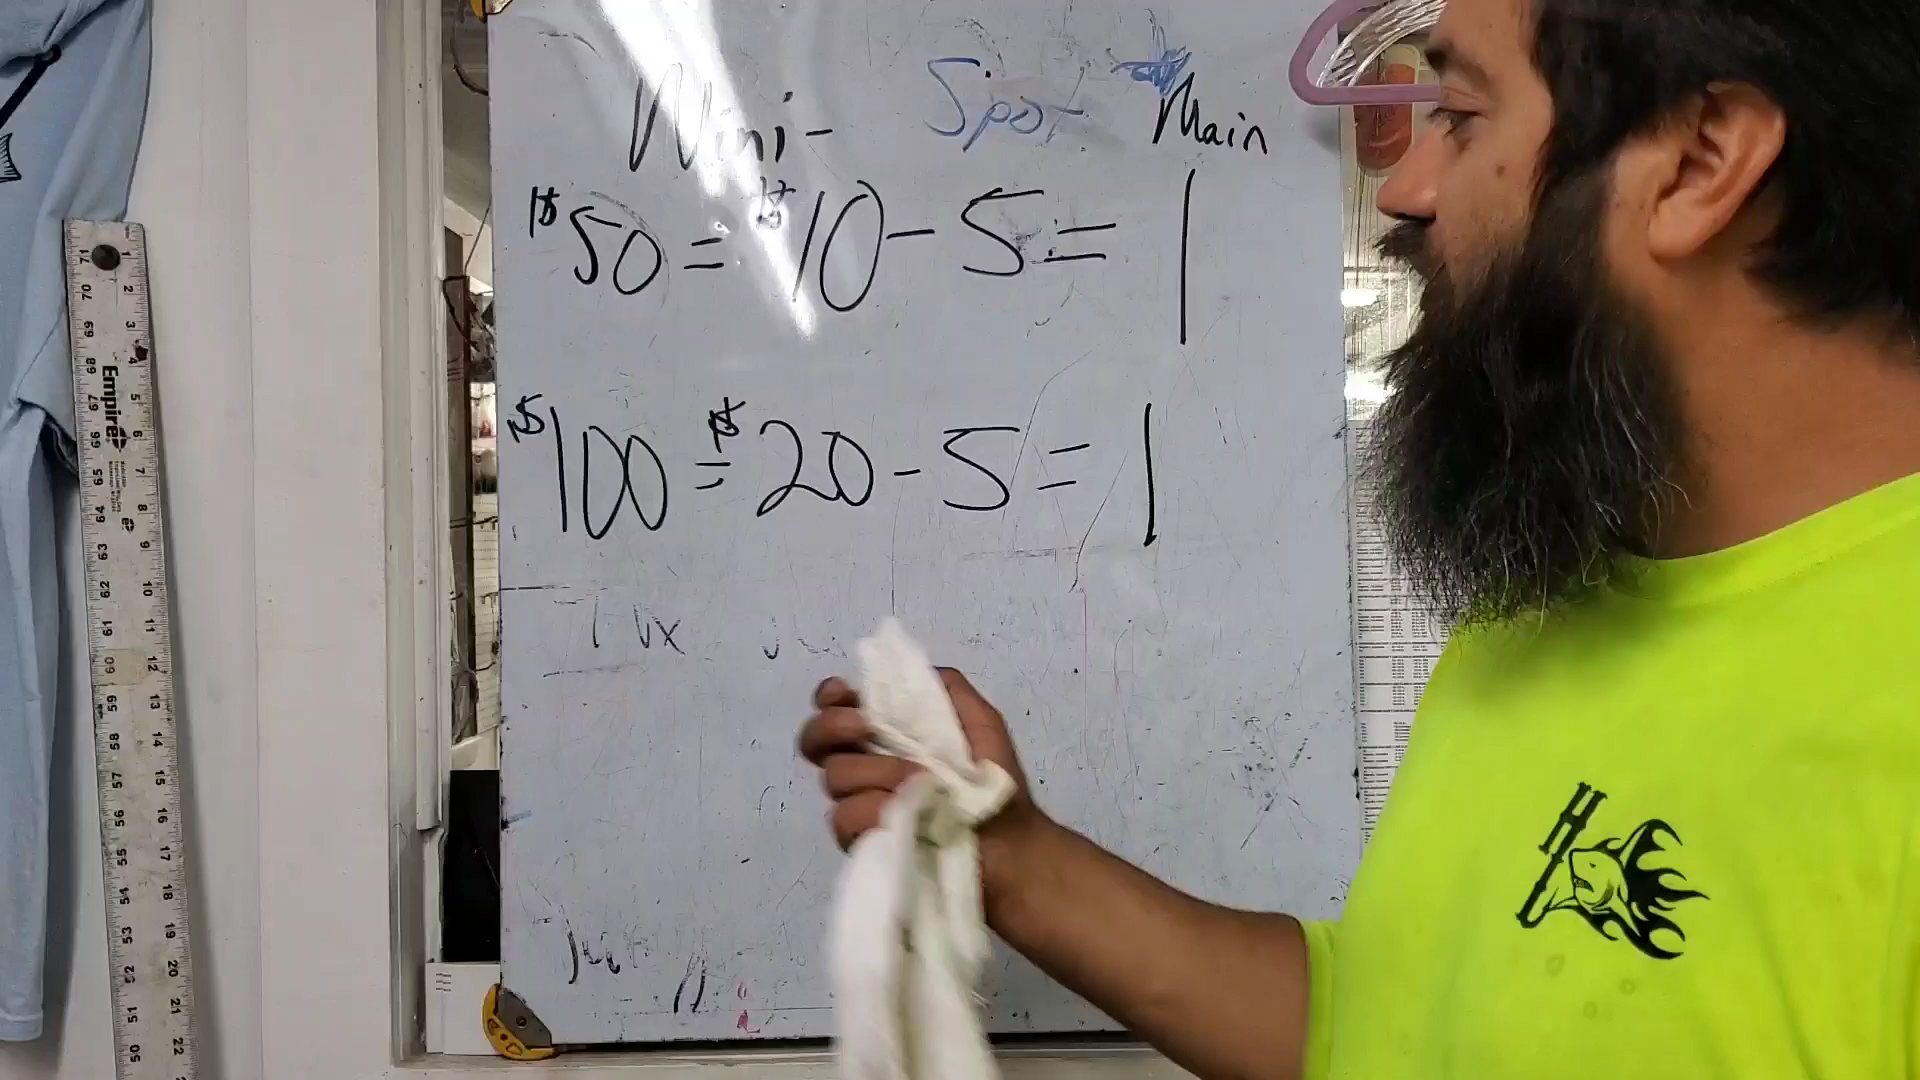 Mini- Spot Main
$50 = $10 - 5 = 1
$100 = $20 - 5 = 1
Empire